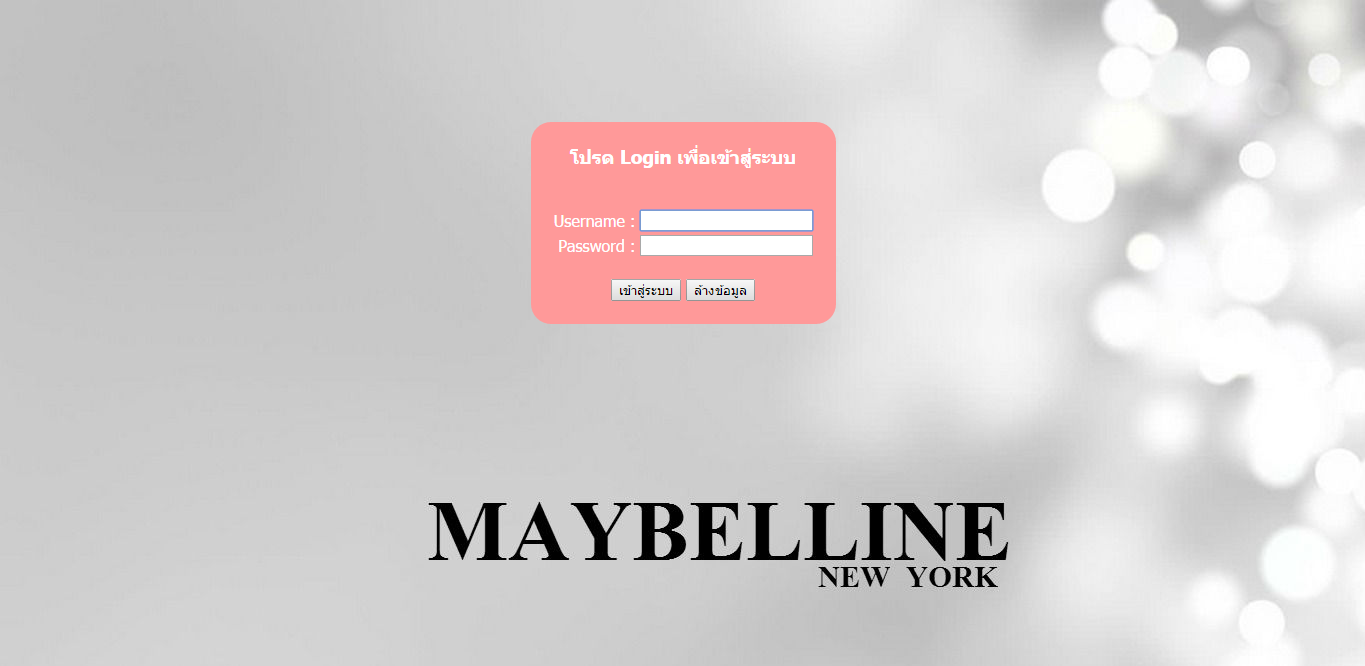 โปรด Login เพื่อเข้าสู่ระบบ
Username :
Password :
เข้าสู่ระบบ ล้างข้อมูล
MAYBELLINE
NEW YORK